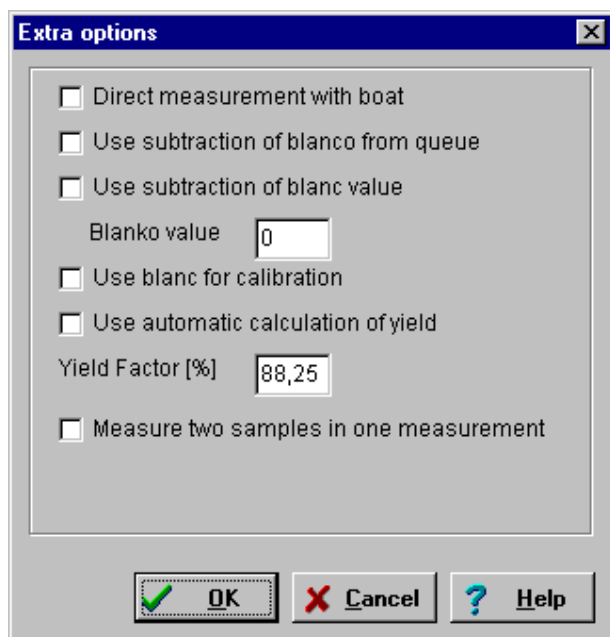 Extra options
Direct measurement with boat
Use subtraction of blanco from queue
Use subtraction of blanc value
Blanko value 0
Use blanc for calibration
Use automatic calculation of yield
Yield Factor [%] 88,25
Measure two samples in one measurement
OK Cancel ? Help